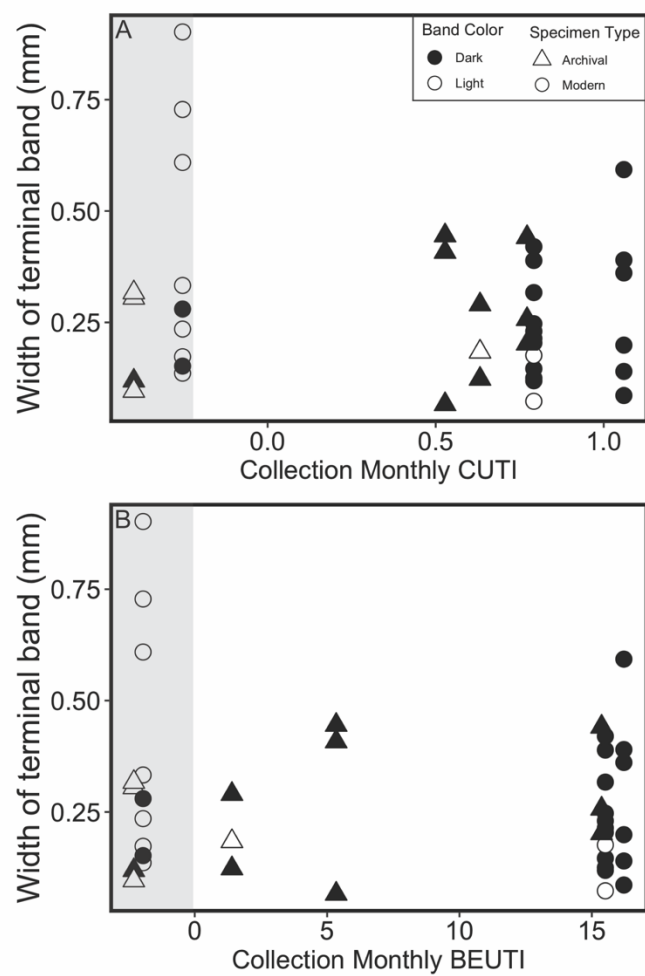 A
Band Color Specimen Type
Dark Archival
Light Modern
Width of terminal band (mm)
0.75
0.50
0.25
0.0 0.5 1.0
Collection Monthly CUTI
B
Width of terminal band (mm)
0.75
0.50
0.25
0 5 10 15
Collection Monthly BEUTI